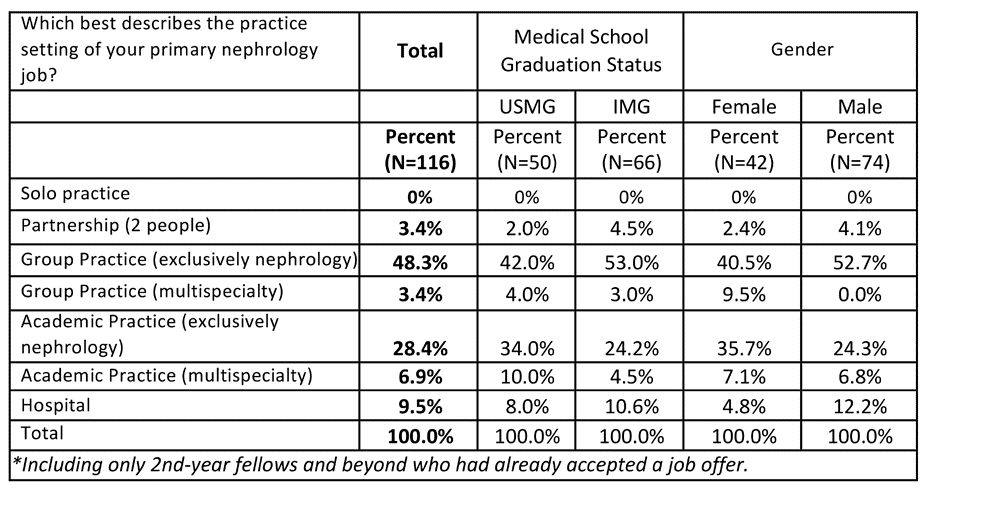 Which best describes the practice
setting of your primary nephrology
job?
Total
Medical School
Graduation Status
Gender
USMG
IMG
Female
Male
Percent
(N=116)
Percent
(N=50)
Percent
(N=66)
Percent
(N=42)
Percent
(N=74)
Solo practice 0% 0% 0% 0% 0%
Partnership (2 people) 3.4% 2.0% 4.5% 2.4% 4.1%
Group Practice (exclusively nephrology) 48.3% 42.0% 53.0% 40.5% 52.7%
Group Practice (multispecialty) 3.4% 4.0% 3.0% 9.5% 0.0%
Academic Practice (exclusively
nephrology) 28.4% 34.0% 24.2% 35.7% 24.3%
Academic Practice (multispecialty) 6.9% 10.0% 4.5% 7.1% 6.8%
Hospital 9.5% 8.0% 10.6% 4.8% 12.2%
Total 100.0% 100.0% 100.0% 100.0% 100.0%
*Including only 2nd-year fellows and beyond who had already accepted a job offer.